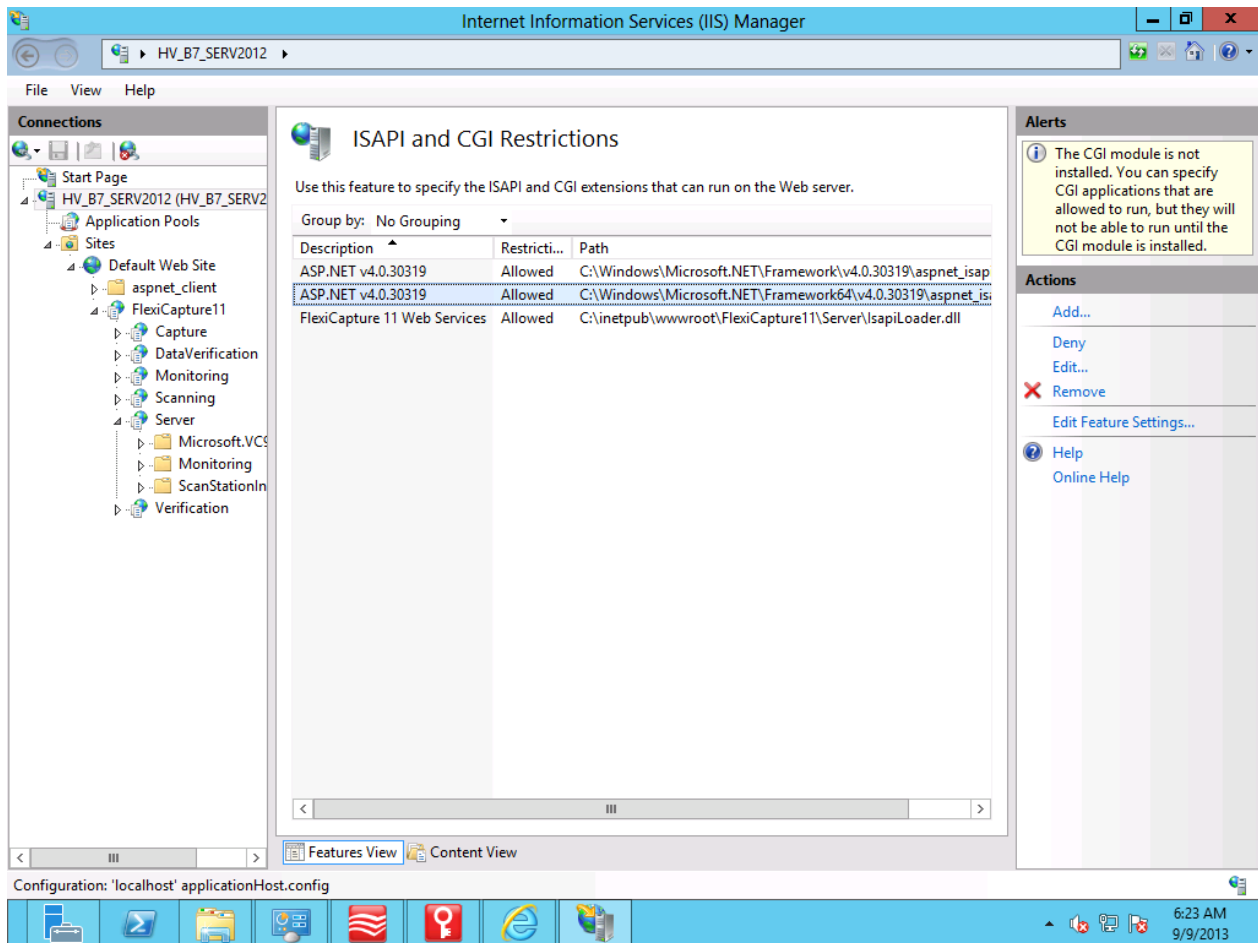 Internet Information Services (IIS) Manager
HV_B7_SERV2012
File View Help
Connections
Start Page
HV_B7_SERV2012 (HV_B7_SERV2
Application Pools
Sites
Default Web Site
aspnet_client
FlexiCapture11
Capture
DataVerification
Monitoring
Scanning
Server
Microsoft.VC9
Monitoring
ScanStationIn
Verification
ISAPI and CGI Restrictions
Use this feature to specify the ISAPI and CGI extensions that can run on the Web server.
Group by: No Grouping
Description Restricti... Path
ASP.NET v4.0.30319 Allowed C:\Windows\Microsoft.NET\Framework\v4.0.30319\aspnet_isap
ASP.NET v4.0.30319 Allowed C:\Windows\Microsoft.NET\Framework64\v4.0.30319\aspnet_isa
FlexiCapture 11 Web Services Allowed C:\inetpub\wwwroot\FlexiCapture11\Server\IsapiLoader.dll
Features View Content View
Alerts
The CGI module is not
installed. You can specify
CGI applications that are
allowed to run, but they will
not be able to run until the
CGI module is installed.
Actions
Add...
Deny
Edit...
Remove
Edit Feature Settings...
Help
Online Help
Configuration: 'localhost' applicationHost.config
6:23 AM
9/9/2013